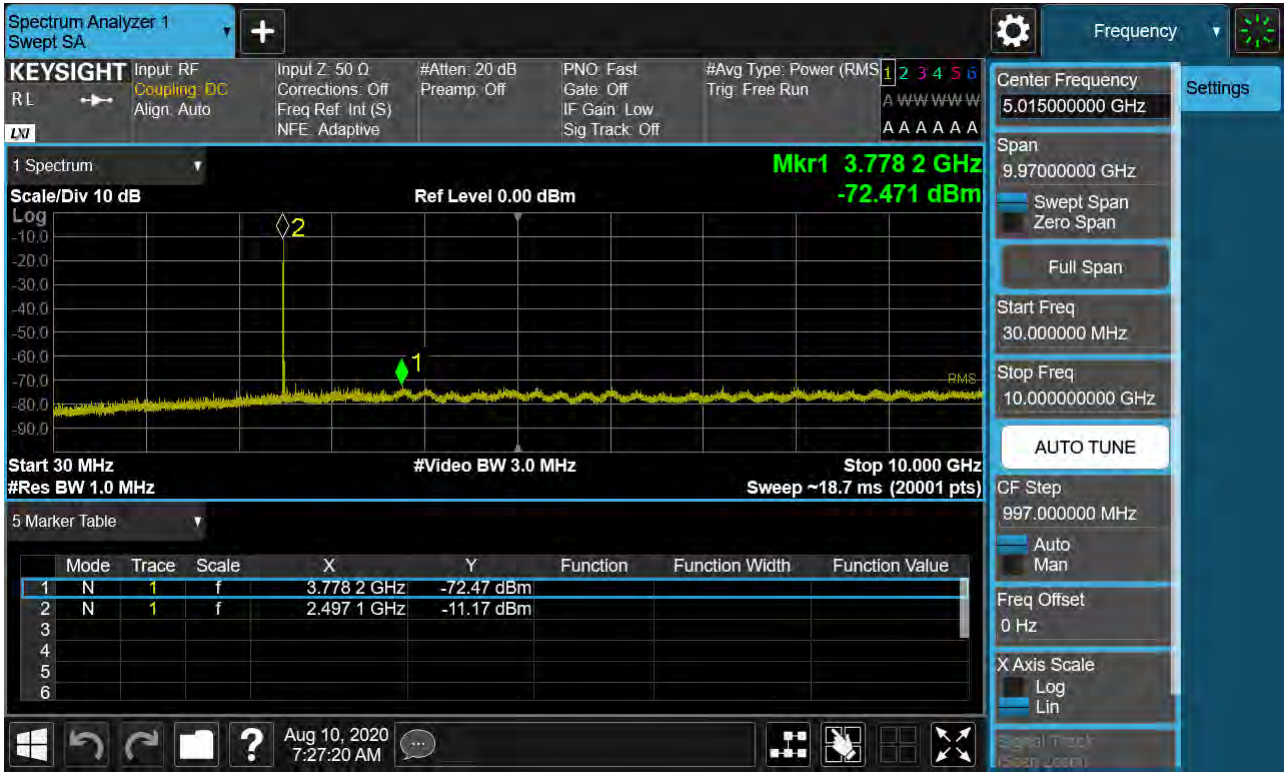 Spectrum Analyzer 1
Swept SA
Frequency
KEYSIGHT
RL
LXI
Input: RF
Coupling: DC
Align: Auto
Input Z: 50 Ω
Corrections: Off
Freq Ref: Int (S)
NFE: Adaptive
#Atten: 20 dB
Preamp: Off
PNO: Fast
Gate: Off
IF Gain: Low
Sig Track: Off
#Avg Type: Power (RMS
Trig: Free Run
1 2 3 4 5 6
A W W W W W
A A A A A A
1 Spectrum
Scale/Div 10 dB
Ref Level 0.00 dBm
Mkr1 3.778 2 GHz
-72.471 dBm
Log
-10.0
-20.0
-30.0
-40.0
-50.0
-60.0
-70.0
-80.0
-90.0
2
1
RMS
Start 30 MHz
#Video BW 3.0 MHz
Stop 10.000 GHz
#Res BW 1.0 MHz
Sweep ~18.7 ms (20001 pts)
5 Marker Table
Mode Trace Scale X Y Function Function Width Function Value
1 N 1 f 3.778 2 GHz -72.47 dBm
2 N 1 f 2.497 1 GHz -11.17 dBm
3
4
5
6
?
Aug 10, 2020
7:27:20 AM
Center Frequency
5.015000000 GHz
Settings
Span
9.97000000 GHz
Swept Span
Zero Span
Full Span
Start Freq
30.000000 MHz
Stop Freq
10.000000000 GHz
AUTO TUNE
CF Step
997.000000 MHz
Auto
Man
Freq Offset
0 Hz
X Axis Scale
Log
Lin
Signal Track
(Span Zoom)